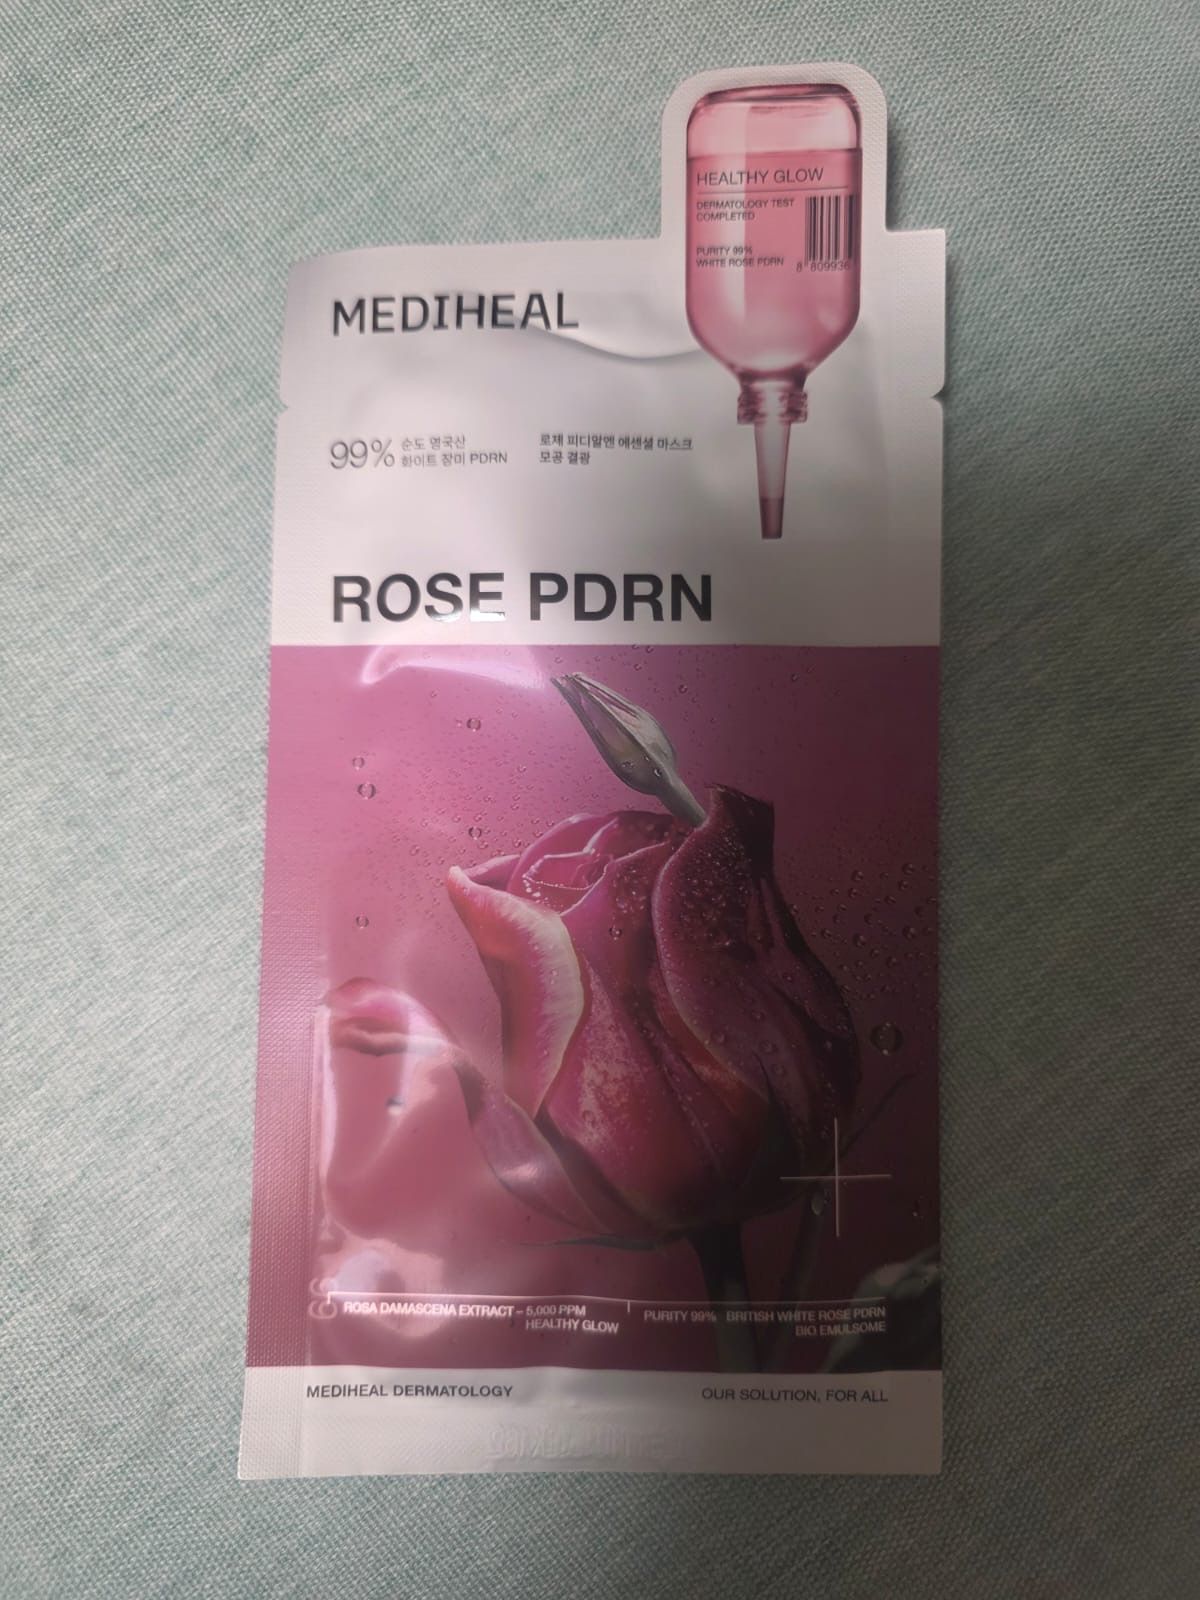 HEALTHY GLOW
DERMATOLOGY TEST
COMPLETED
PURITY 99%
WHITE ROSE PDRN
8 809936
MEDIHEAL
99% 순도 영국산
화이트 장미 PDRN
로제 피디알엔 에센셜 마스크
모공 결광
ROSE PDRN
ROSA DAMASCENA EXTRACT – 5,000 PPM
HEALTHY GLOW
PURITY 99% BRITISH WHITE ROSE PDRN
BIO EMULSOME
MEDIHEAL DERMATOLOGY
OUR SOLUTION, FOR ALL